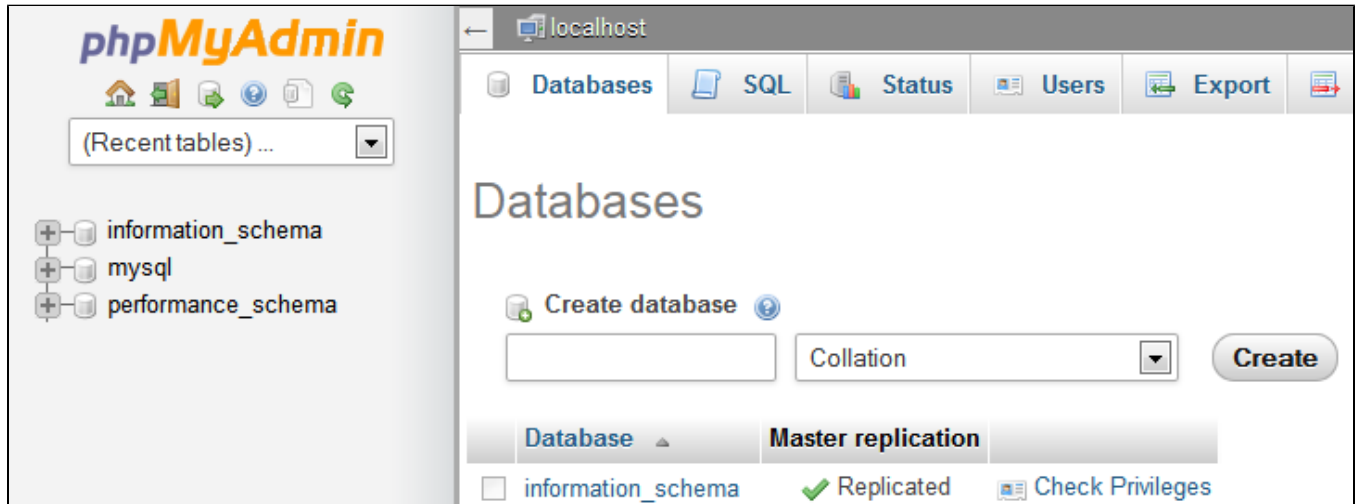 phpMyAdmin
(Recent tables) ...
information_schema
mysql
performance_schema
← localhost
Databases SQL Status Users Export
Databases
Create database
Collation Create
Database Master replication
information_schema Replicated Check Privileges